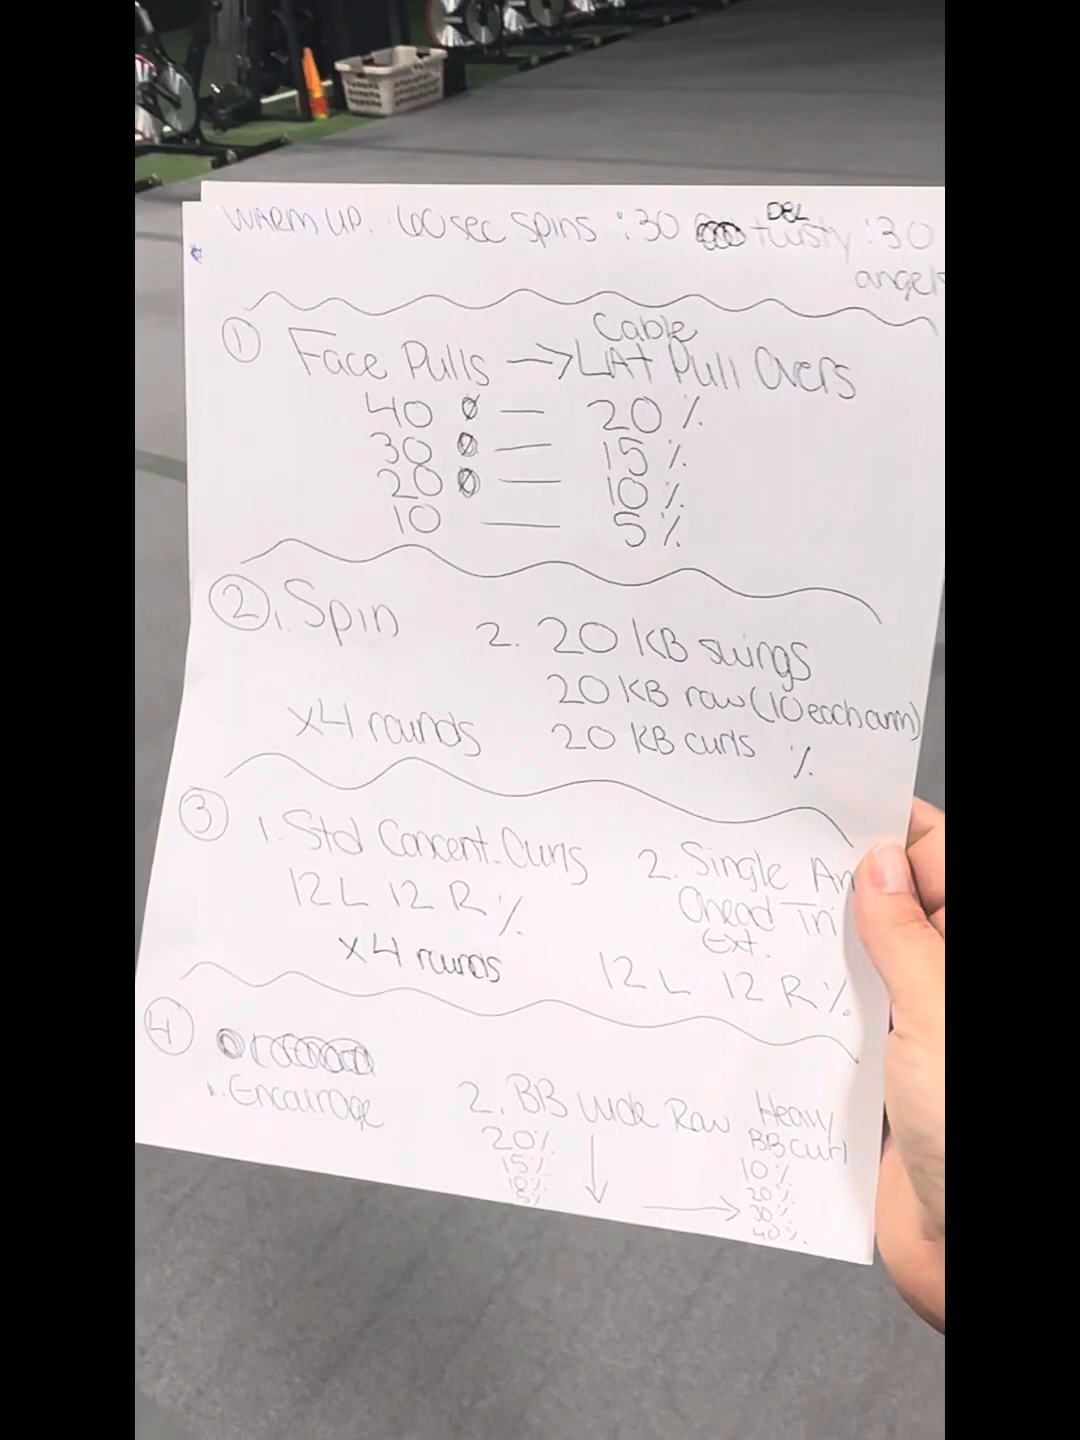 WARM UP: 60 sec spins :30 DBL twisty :30
angels
① Face Pulls → Cable LAt Pull Overs
40 — 20 ٪
30 — 15 ٪
20 — 10 ٪
10 — 5 ٪
② 1. Spin 2. 20 KB swings
20 KB row (10 each arm)
x4 rounds 20 KB curls ٪
③ 1. Std Concent. Curls 2. Single Arm
12 L 12 R ٪ Ohead Tri
Ext.
x4 rounds 12 L 12 R ٪
④
1. Encourage 2. BB Wide Row Heavy
BB curl
20٪ ↓ 10٪
15٪ 20٪
10٪ → 30٪
5٪ 40٪